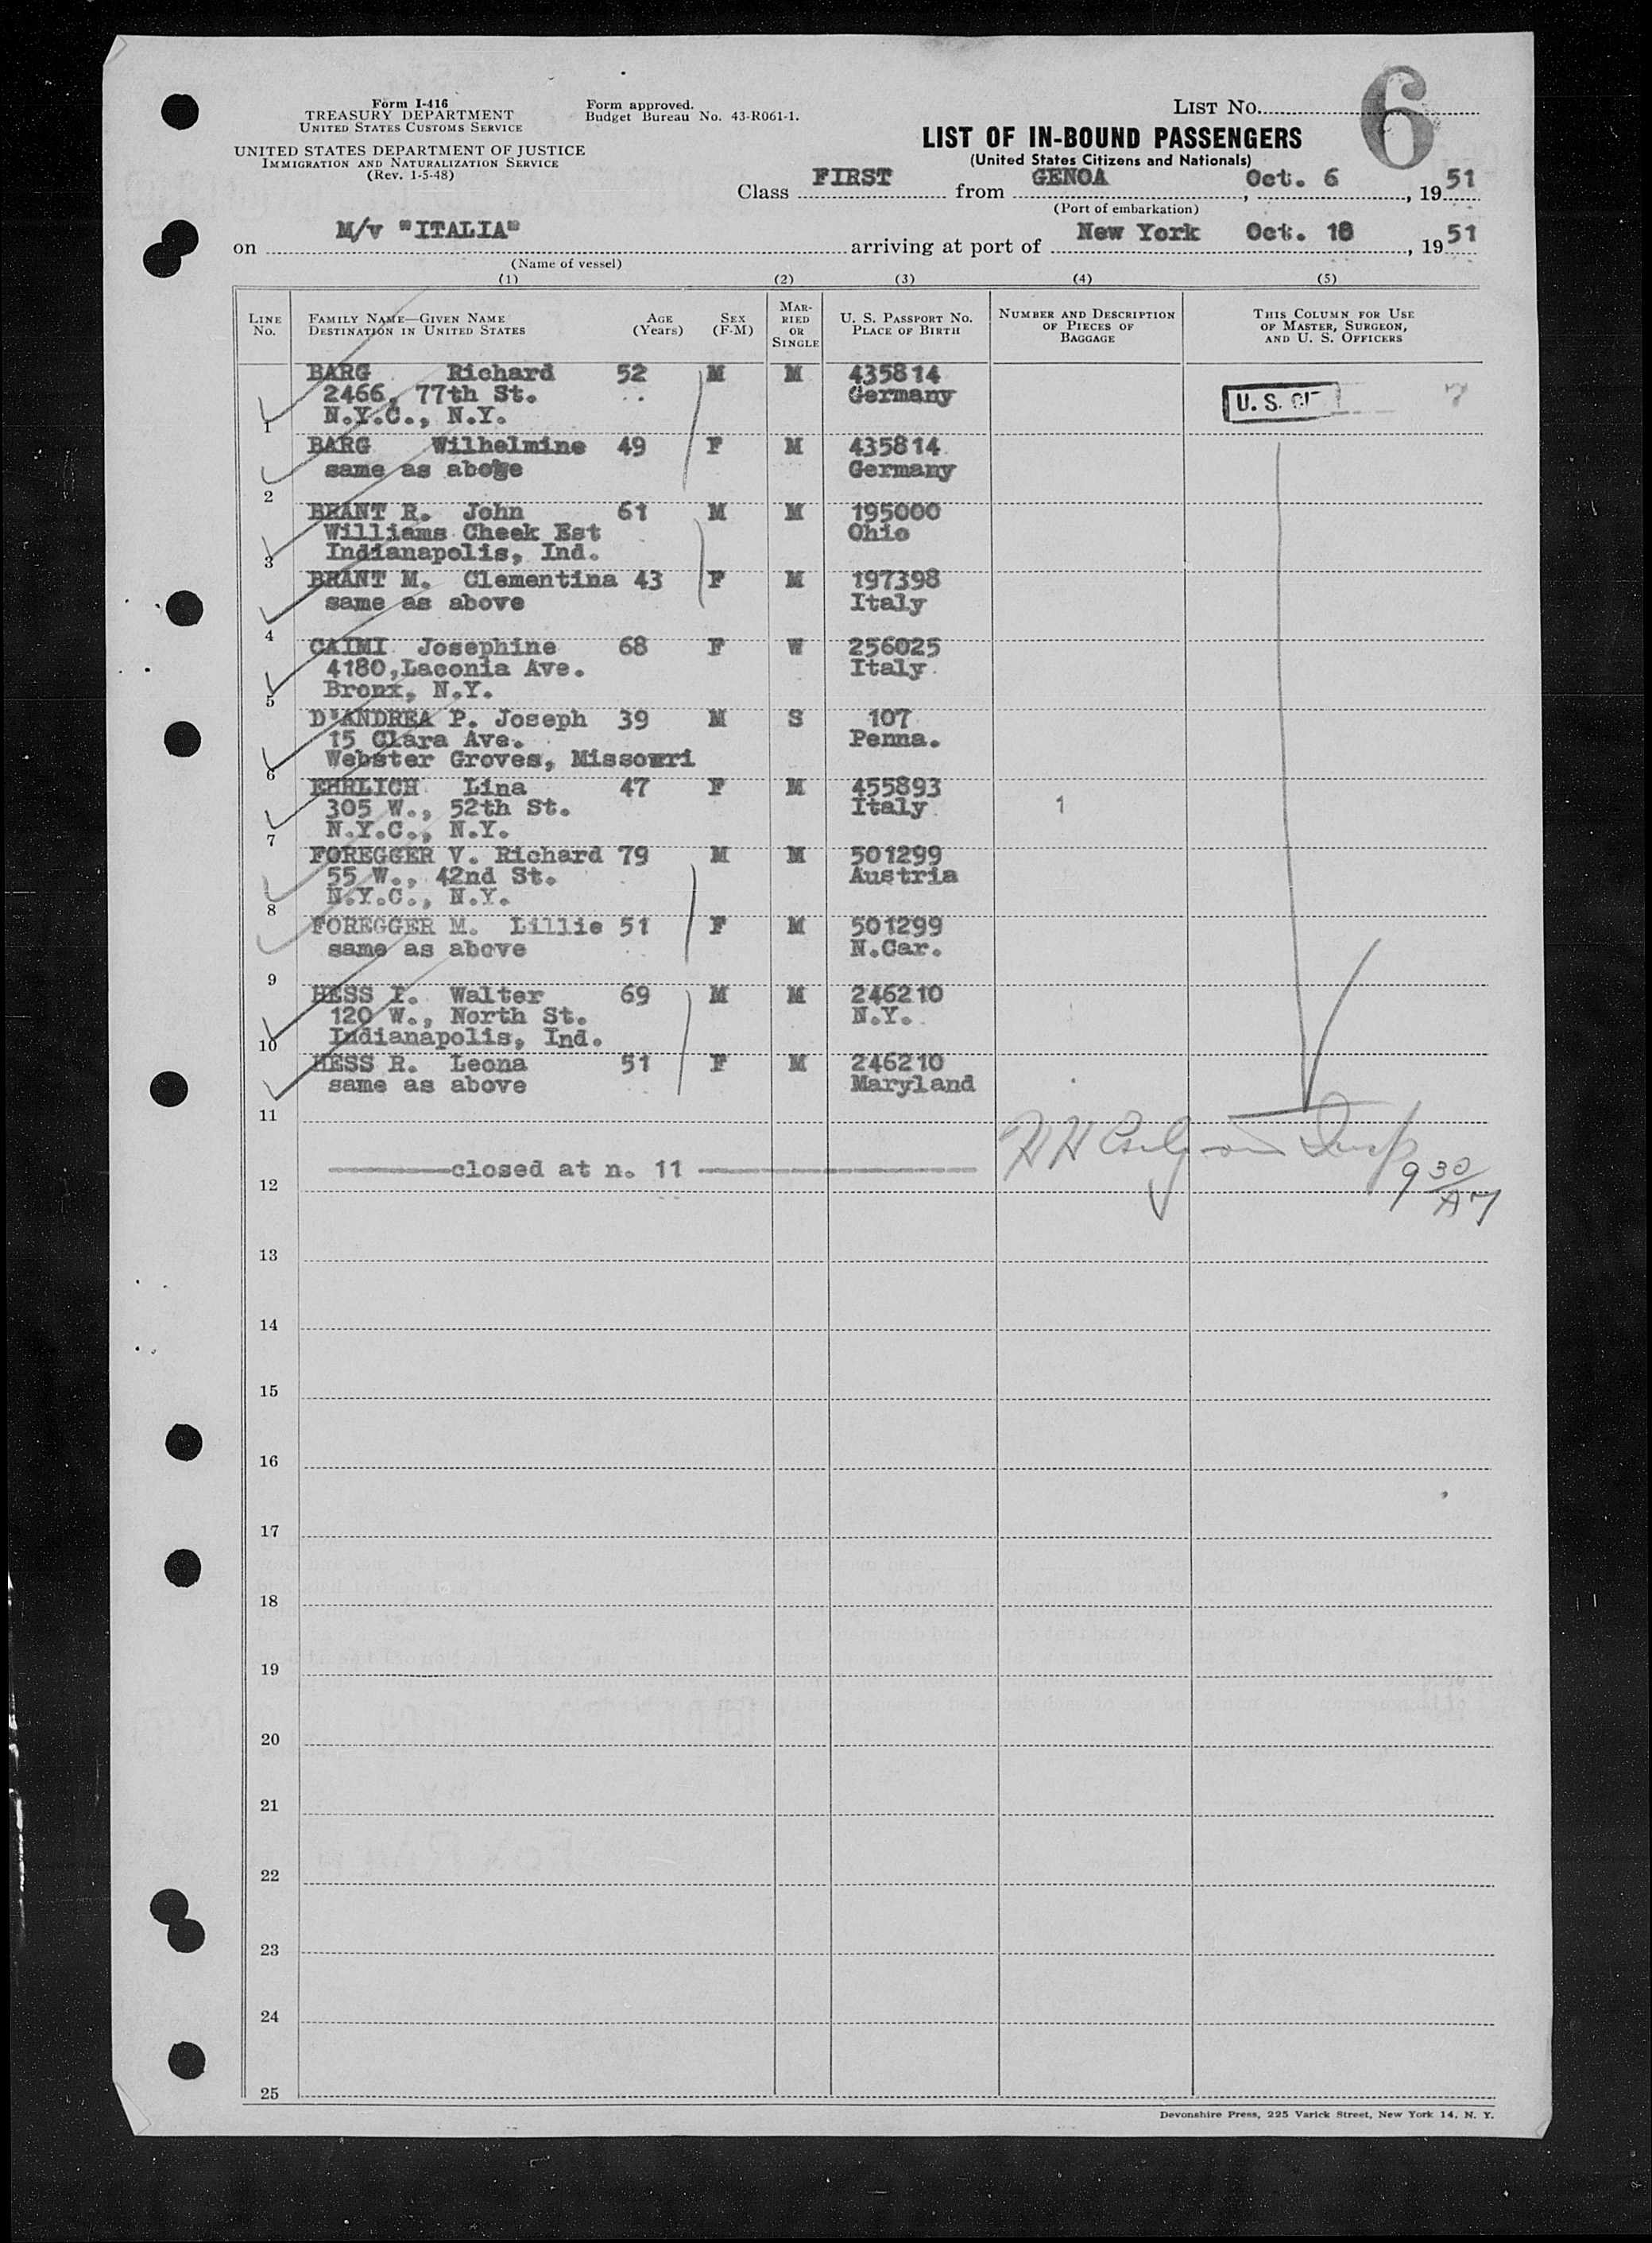 Form I-416
TREASURY DEPARTMENT
UNITED STATES CUSTOMS SERVICE
UNITED STATES DEPARTMENT OF JUSTICE
IMMIGRATION AND NATURALIZATION SERVICE
(Rev. 1-5-48)
Form approved.
Budget Bureau No. 43-R061-1.
LIST No. 6
LIST OF IN-BOUND PASSENGERS
(United States Citizens and Nationals)
Class FIRST from GENOA, Oct. 6, 1951
(Port of embarkation)
on M/v "ITALIA" arriving at port of New York Oct. 18, 1951
(Name of vessel)
(1) (2) (3) (4) (5)
LINE No. FAMILY NAME—GIVEN NAME DESTINATION IN UNITED STATES AGE (Years) SEX (F-M) MARRIED OR SINGLE U. S. PASSPORT No. PLACE OF BIRTH NUMBER AND DESCRIPTION OF PIECES OF BAGGAGE THIS COLUMN FOR USE OF MASTER, SURGEON, AND U. S. OFFICERS
BARG Richard 52 M M 435814
2466, 77th St. Germany U. S. CIT 7
1 N.Y.C., N.Y.
BARG Wilhelmine 49 F M 435814
same as above Germany
2
BRANT R. John 61 M M 195000
Williams Cheek Est Ohio
3 Indianapolis, Ind.
BRANT M. Clementina 43 F M 197398
same as above Italy
4
CAIMI Josephine 68 F W 256025
4180, Laconia Ave. Italy
5 Bronx, N.Y.
D'ANDREA P. Joseph 39 M S 107
15 Clara Ave. Penna.
6 Webster Groves, Missouri
EHRLICH Lina 47 F M 455893
305 W., 52th St. Italy 1
7 N.Y.C., N.Y.
FOREGGER V. Richard 79 M M 501299
55 W., 42nd St. Austria
8 N.Y.C., N.Y.
FOREGGER M. Lillie 51 F M 501299
same as above N.Car.
9
HESS I. Walter 69 M M 246210
120 W., North St. N.Y.
10 Indianapolis, Ind.
HESS R. Leona 51 F M 246210
same as above Maryland
11
closed at n. 11
12 9 30/AM
13
14
15
16
17
18
19
20
21
22
23
24
25
Devonshire Press, 225 Varick Street, New York 14, N. Y.